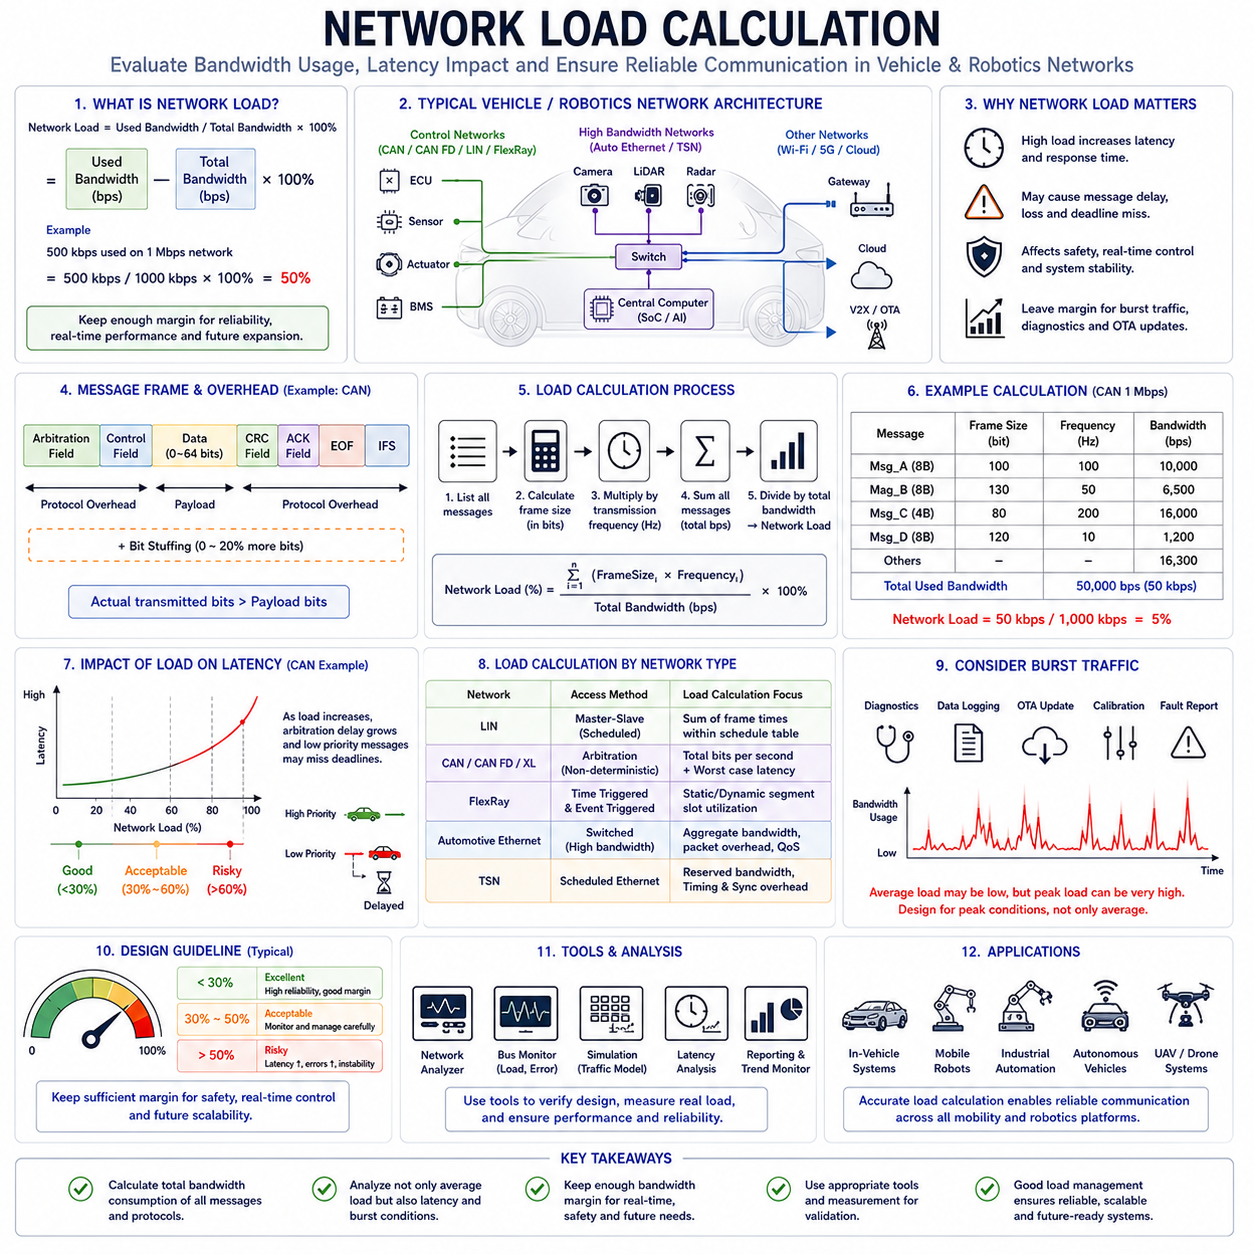 NETWORK LOAD CALCULATION
Evaluate Bandwidth Usage, Latency Impact and Ensure Reliable Communication in Vehicle & Robotics Networks
1. WHAT IS NETWORK LOAD?
Network Load = Used Bandwidth / Total Bandwidth × 100%
=
Used
Bandwidth
(bps)
—
Total
Bandwidth
(bps)
× 100%
Example
500 kbps used on 1 Mbps network
= 500 kbps / 1000 kbps × 100% = 50%
Keep enough margin for reliability,
real-time performance and future expansion.
2. TYPICAL VEHICLE / ROBOTICS NETWORK ARCHITECTURE
Control Networks
(CAN / CAN FD / LIN / FlexRay)
High Bandwidth Networks
(Auto Ethernet / TSN)
Other Networks
(Wi-Fi / 5G / Cloud)
ECU
Sensor
Actuator
BMS
Camera
LiDAR
Radar
Switch
Central Computer
(SoC / AI)
Gateway
Cloud
V2X / OTA
3. WHY NETWORK LOAD MATTERS
High load increases latency
and response time.
May cause message delay,
loss and deadline miss.
Affects safety, real-time control
and system stability.
Leave margin for burst traffic,
diagnostics and OTA updates.
4. MESSAGE FRAME & OVERHEAD (Example: CAN)
Arbitration
Field
Control
Field
Data
(0~64 bits)
CRC
Field
ACK
Field
EOF
IFS
Protocol Overhead
Payload
Protocol Overhead
+ Bit Stuffing (0 ~ 20% more bits)
Actual transmitted bits > Payload bits
5. LOAD CALCULATION PROCESS
1. List all
messages
2. Calculate
frame size
(in bits)
3. Multiply by
transmission
frequency (Hz)
Σ
4. Sum all
messages
(total bps)
5. Divide by total
bandwidth
→ Network Load
Network Load (%) = n Σ i=1 (FrameSizeᵢ × Frequencyᵢ)
Total Bandwidth (bps)
× 100%
6. EXAMPLE CALCULATION (CAN 1 Mbps)
Message Frame Size (bit) Frequency (Hz) Bandwidth (bps)
Msg_A (8B) 100 100 10,000
Mag_B (8B) 130 50 6,500
Msg_C (4B) 80 200 16,000
Msg_D (8B) 120 10 1,200
Others – – 16,300
Total Used Bandwidth 50,000 bps (50 kbps)
Network Load = 50 kbps / 1,000 kbps = 5%
7. IMPACT OF LOAD ON LATENCY (CAN Example)
High
Latency
0 20 40 60 80 100
Network Load (%)
Good
(<30%)
Acceptable
(30%~60%)
Risky
(>60%)
As load increases,
arbitration delay grows
and low priority messages
may miss deadlines.
High Priority
Low Priority
Delayed
8. LOAD CALCULATION BY NETWORK TYPE
Network Access Method Load Calculation Focus
LIN
Master-Slave
(Scheduled)
Sum of frame times
within schedule table
CAN / CAN FD / XL
Arbitration
(Non-deterministic)
Total bits per second
+ Worst case latency
FlexRay
Time Triggered
& Event Triggered
Static/Dynamic segment
slot utilization
Automotive Ethernet
Switched
(High bandwidth)
Aggregate bandwidth,
packet overhead, QoS
TSN
Scheduled Ethernet
Reserved bandwidth,
Timing & Sync overhead
9. CONSIDER BURST TRAFFIC
Diagnostics
Data Logging
OTA Update
Calibration
Fault Report
Bandwidth
Usage
Low
Time
Average load may be low, but peak load can be very high.
Design for peak conditions, not only average.
10. DESIGN GUIDELINE (Typical)
0
100%
< 30%
Excellent
High reliability, good margin
30% ~ 50%
Acceptable
Monitor and manage carefully
> 50%
Risky
Latency ↑, errors ↑, instability
Keep sufficient margin for safety, real-time control
and future scalability.
11. TOOLS & ANALYSIS
Network
Analyzer
Bus Monitor
(Load, Error)
Simulation
(Traffic Model)
Latency
Analysis
Reporting &
Trend Monitor
Use tools to verify design, measure real load,
and ensure performance and reliability.
12. APPLICATIONS
In-Vehicle
Systems
Mobile
Robots
Industrial
Automation
Autonomous
Vehicles
UAV / Drone
Systems
Accurate load calculation enables reliable communication
across all mobility and robotics platforms.
KEY TAKEAWAYS
Calculate total bandwidth
consumption of all messages
and protocols.
Analyze not only average
load but also latency and
burst conditions.
Keep enough bandwidth
margin for real-time,
safety and future needs.
Use appropriate tools
and measurement for
validation.
Good load management
ensures reliable, scalable
and future-ready systems.